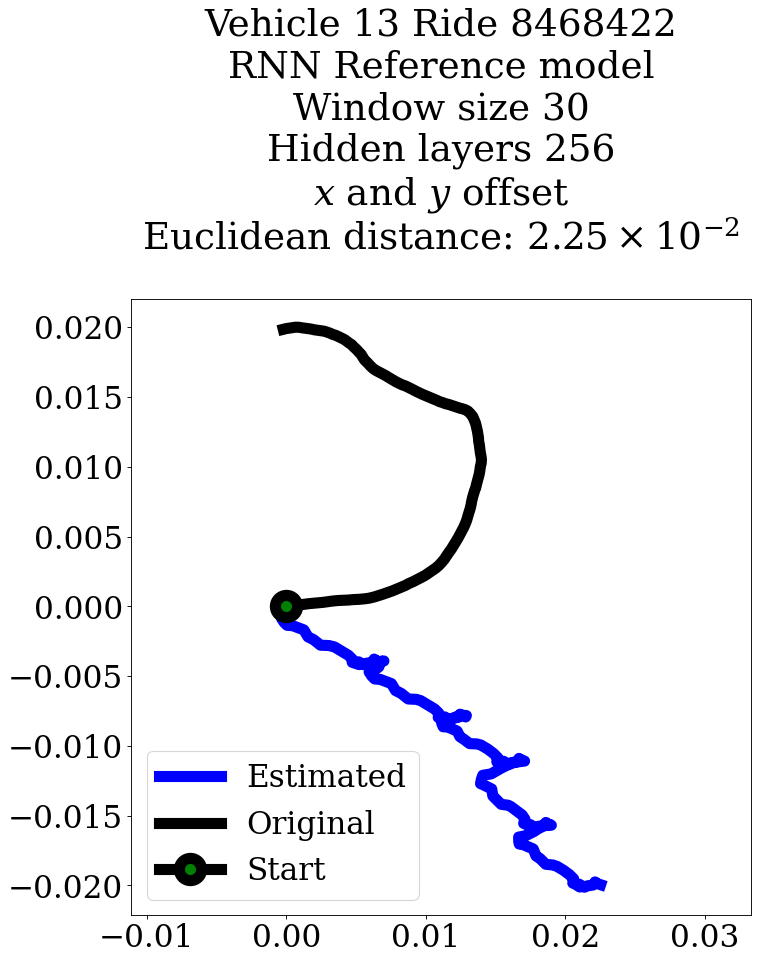 Vehicle 13 Ride 8468422
RNN Reference model
Window size 30
Hidden layers 256
x and y offset
Euclidean distance: 2.25 × 10⁻²
0.020
0.015
0.010
0.005
0.000
−0.005
−0.010
−0.015
−0.020
Estimated
Original
Start
−0.01 0.00 0.01 0.02 0.03